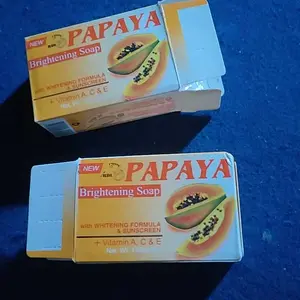 NEW
PAPAYA
Brightening Soap
with WHITENING FORMULA
& SUNSCREEN
+ Vitamin A, C & E
NEW
PAPAYA
Brightening Soap
with WHITENING FORMULA
& SUNSCREEN
+ Vitamin A, C & E